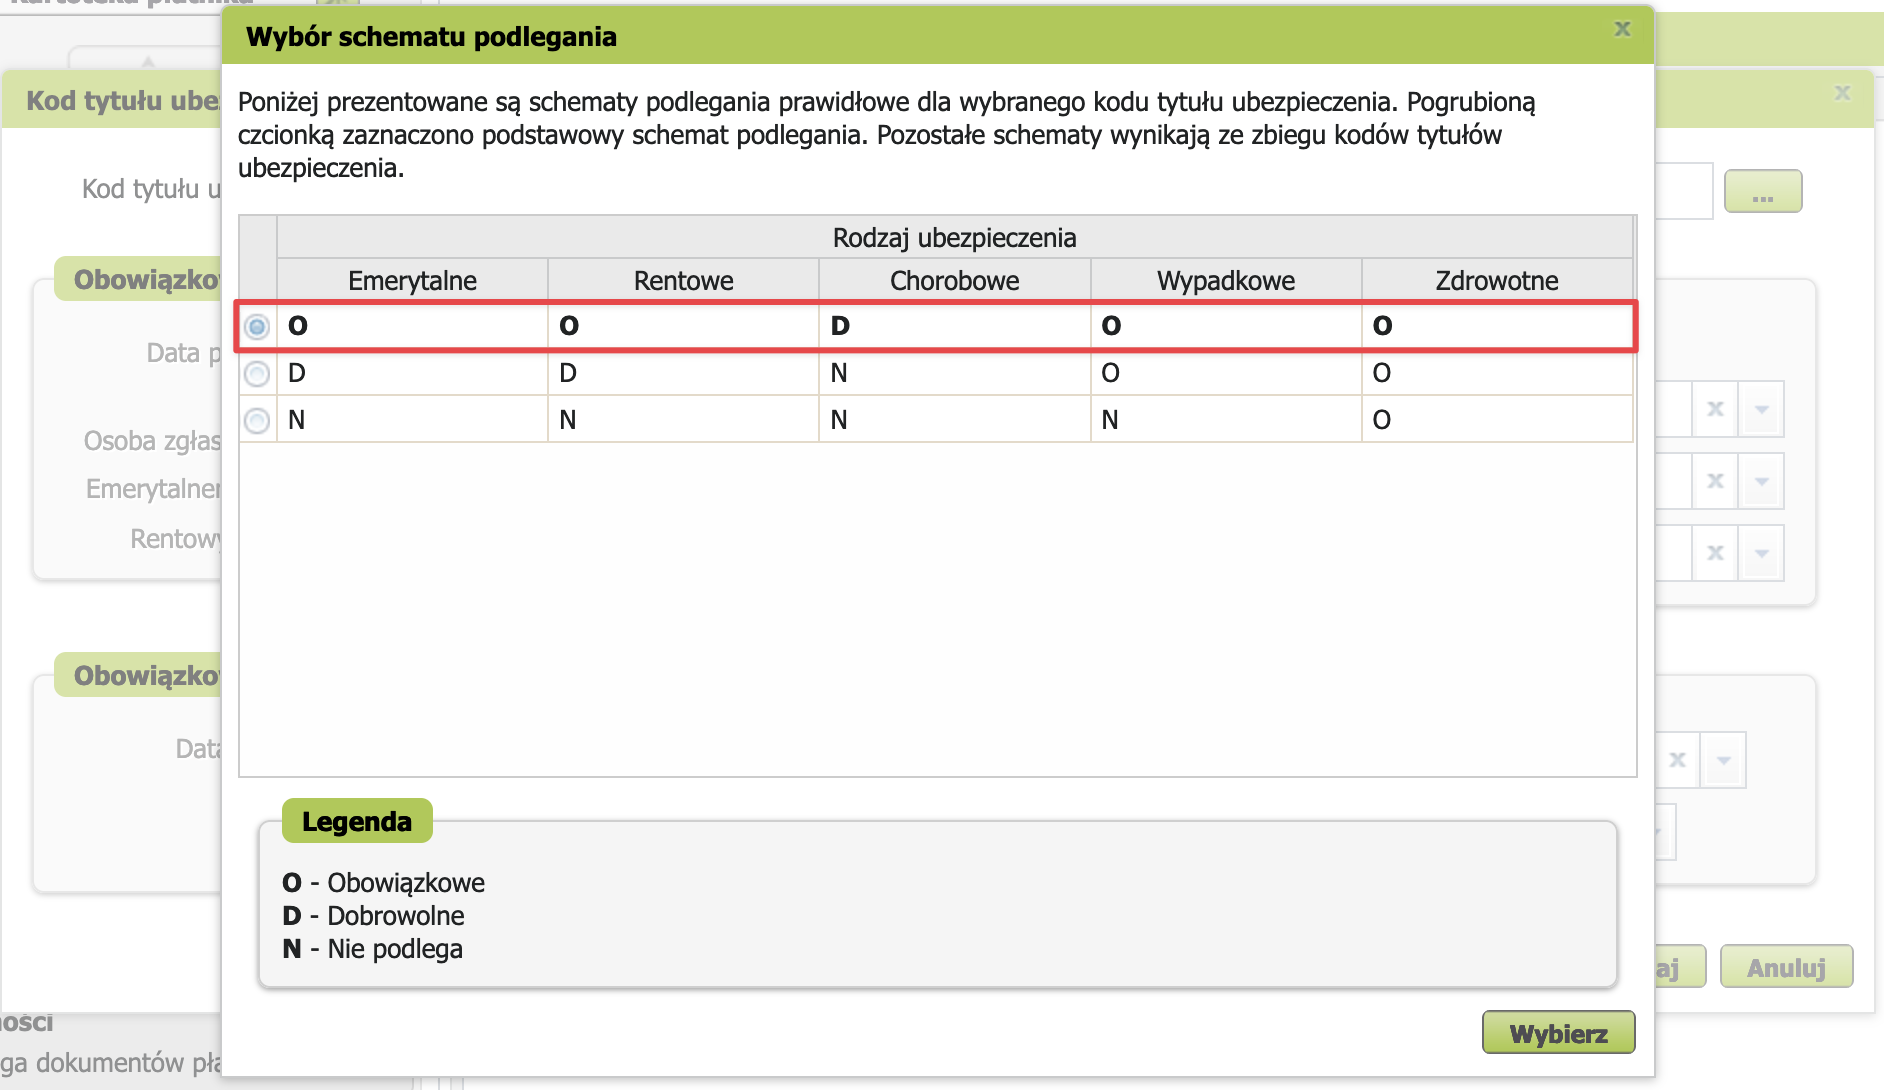 Wybór schematu podlegania
x
Poniżej prezentowane są schematy podlegania prawidłowe dla wybranego kodu tytułu ubezpieczenia. Pogrubioną
czcionką zaznaczono podstawowy schemat podlegania. Pozostałe schematy wynikają ze zbiegu kodów tytułów
ubezpieczenia.
Rodzaj ubezpieczenia
Emerytalne Rentowe Chorobowe Wypadkowe Zdrowotne
O O D O O
D D N O O
N N N N O
Legenda
O - Obowiązkowe
D - Dobrowolne
N - Nie podlega
Wybierz
Kod tytułu ube
x
Kod tytułu u
...
Obowiązko
Data p
x
Osoba zgłas
Emerytalne
x
Rentowy
x
Obowiązko
Data
x
aj
Anuluj
ości
ga dokumentów pła